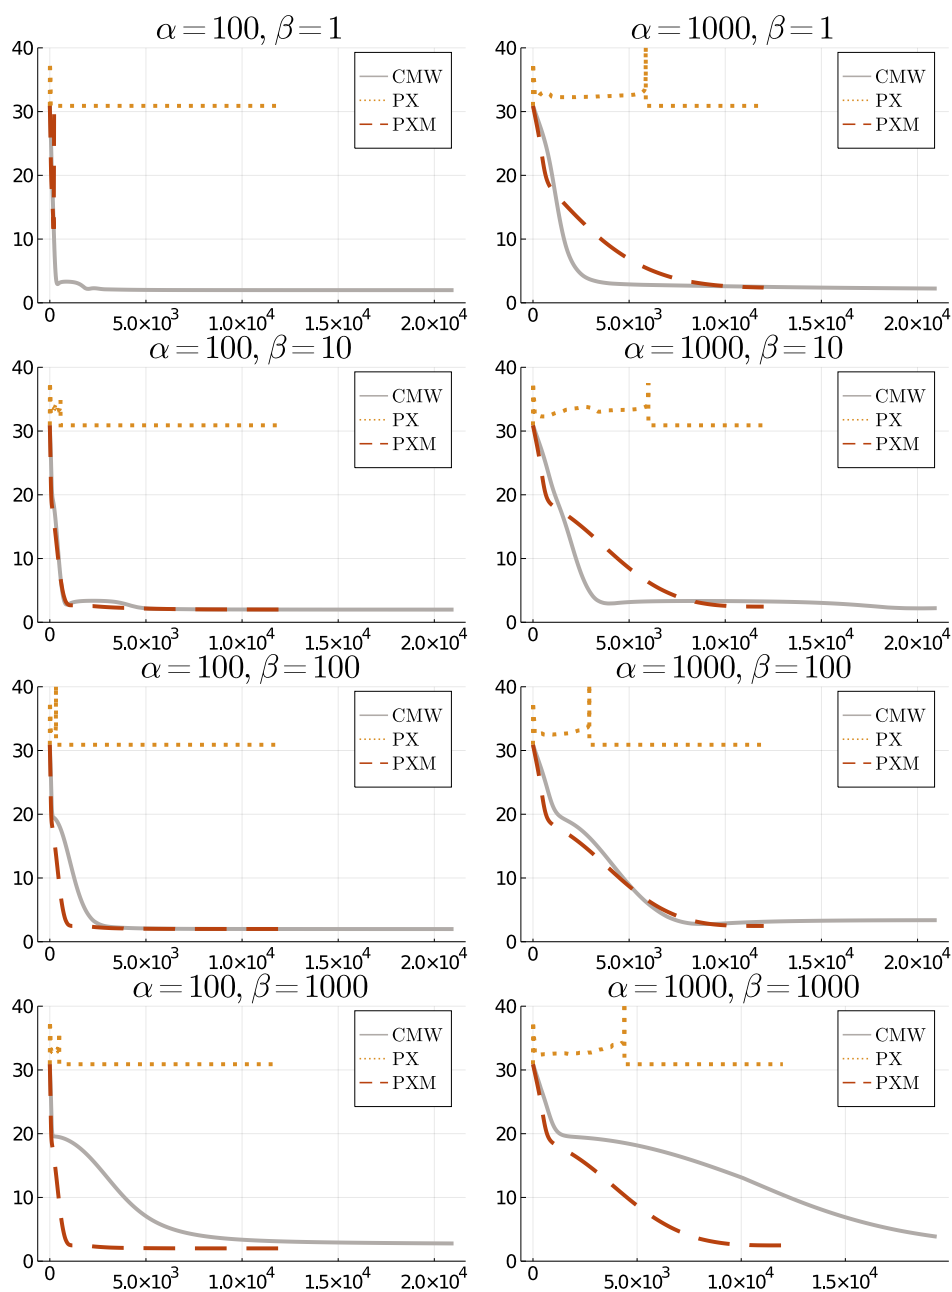 α = 100, β = 1
40
30
20
10
0
CMW
PX
PXM
0 5.0×10³ 1.0×10⁴ 1.5×10⁴ 2.0×10⁴
α = 1000, β = 1
40
30
20
10
0
CMW
PX
PXM
0 5.0×10³ 1.0×10⁴ 1.5×10⁴ 2.0×10⁴
α = 100, β = 10
40
30
20
10
0
CMW
PX
PXM
0 5.0×10³ 1.0×10⁴ 1.5×10⁴ 2.0×10⁴
α = 1000, β = 10
40
30
20
10
0
CMW
PX
PXM
0 5.0×10³ 1.0×10⁴ 1.5×10⁴ 2.0×10⁴
α = 100, β = 100
40
30
20
10
0
CMW
PX
PXM
0 5.0×10³ 1.0×10⁴ 1.5×10⁴ 2.0×10⁴
α = 1000, β = 100
40
30
20
10
0
CMW
PX
PXM
0 5.0×10³ 1.0×10⁴ 1.5×10⁴ 2.0×10⁴
α = 100, β = 1000
40
30
20
10
0
CMW
PX
PXM
0 5.0×10³ 1.0×10⁴ 1.5×10⁴ 2.0×10⁴
α = 1000, β = 1000
40
30
20
10
0
CMW
PX
PXM
0 5.0×10³ 1.0×10⁴ 1.5×10⁴